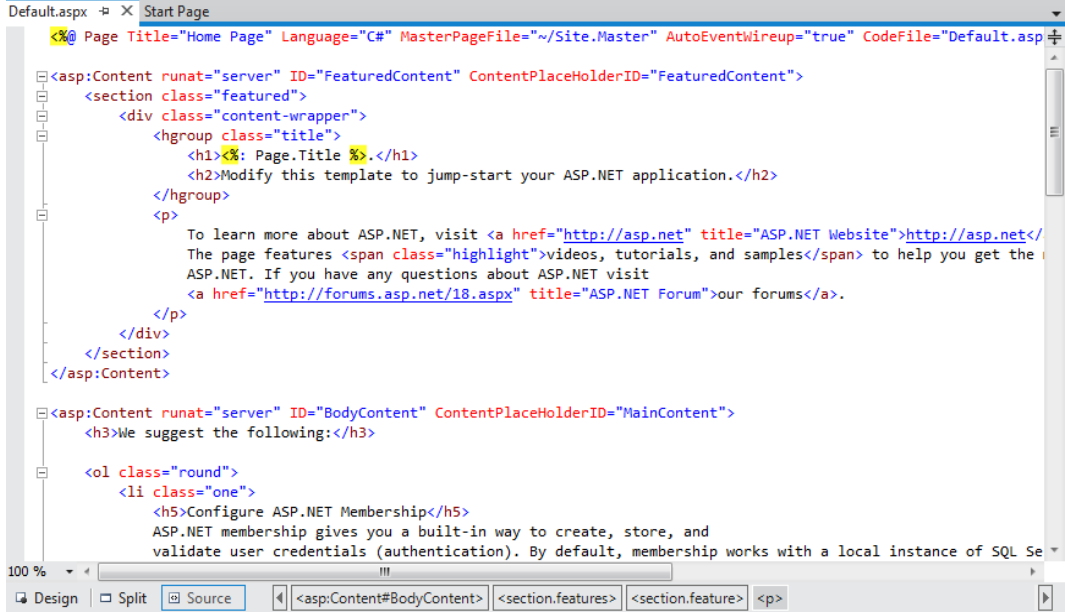 Default.aspx Start Page
<%@ Page Title="Home Page" Language="C#" MasterPageFile="~/Site.Master" AutoEventWireup="true" CodeFile="Default.asp
<asp:Content runat="server" ID="FeaturedContent" ContentPlaceHolderID="FeaturedContent">
<section class="featured">
<div class="content-wrapper">
<hgroup class="title">
<h1><%: Page.Title %>.</h1>
<h2>Modify this template to jump-start your ASP.NET application.</h2>
</hgroup>
<p>
To learn more about ASP.NET, visit <a href="http://asp.net" title="ASP.NET Website">http://asp.net</
The page features <span class="highlight">videos, tutorials, and samples</span> to help you get the
ASP.NET. If you have any questions about ASP.NET visit
<a href="http://forums.asp.net/18.aspx" title="ASP.NET Forum">our forums</a>.
</p>
</div>
</section>
</asp:Content>
<asp:Content runat="server" ID="BodyContent" ContentPlaceHolderID="MainContent">
<h3>We suggest the following:</h3>
<ol class="round">
<li class="one">
<h5>Configure ASP.NET Membership</h5>
ASP.NET membership gives you a built-in way to create, store, and
validate user credentials (authentication). By default, membership works with a local instance of SQL Se
100 %
Design Split Source <asp:Content#BodyContent> <section.features> <section.feature> <p>